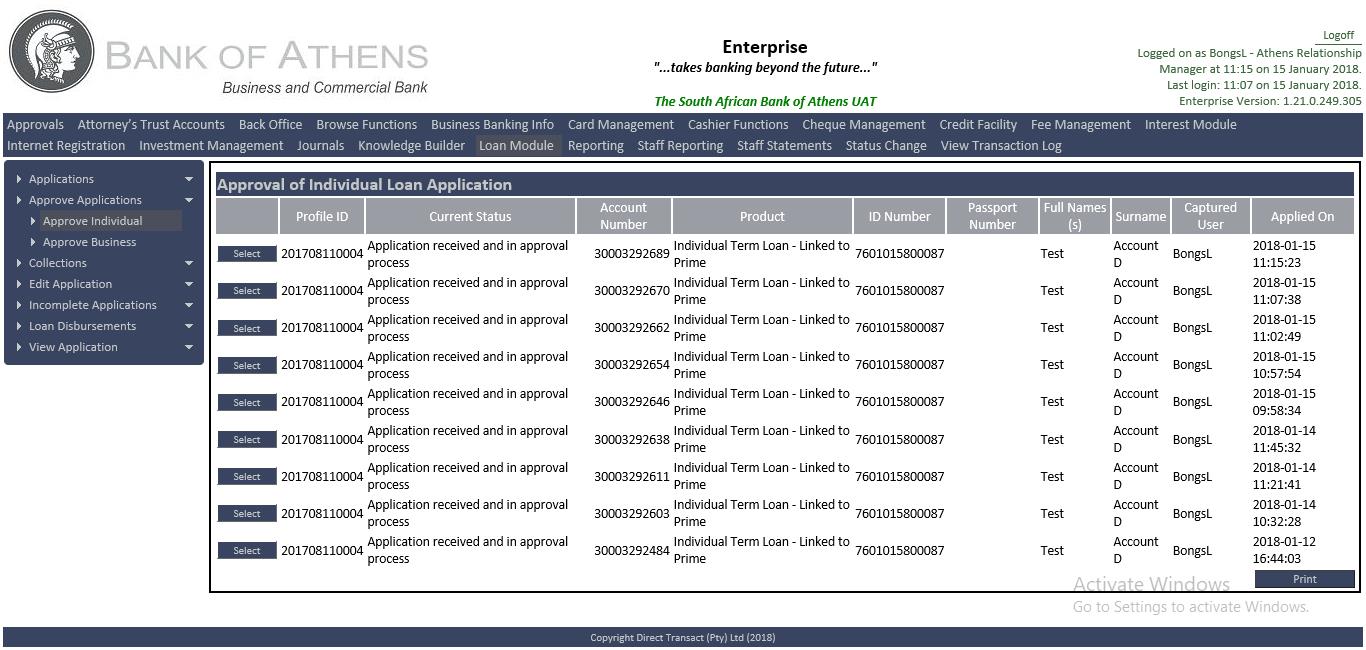 BANK OF ATHENS
Business and Commercial Bank
Enterprise
"...takes banking beyond the future..."
The South African Bank of Athens UAT
Logoff
Logged on as BongsL - Athens Relationship
Manager at 11:15 on 15 January 2018.
Last login: 11:07 on 15 January 2018.
Enterprise Version: 1.21.0.249.305
Approvals Attorney's Trust Accounts Back Office Browse Functions Business Banking Info Card Management Cashier Functions Cheque Management Credit Facility Fee Management Interest Module
Internet Registration Investment Management Journals Knowledge Builder Loan Module Reporting Staff Reporting Staff Statements Status Change View Transaction Log
Applications
Approve Applications
Approve Individual
Approve Business
Collections
Edit Application
Incomplete Applications
Loan Disbursements
View Application
Approval of Individual Loan Application
Profile ID Current Status Account Number Product ID Number Passport Number Full Names (s) Surname Captured User Applied On
Select 201708110004 Application received and in approval process 30003292689 Individual Term Loan - Linked to Prime 7601015800087 Test Account D BongsL 2018-01-15 11:15:23
Select 201708110004 Application received and in approval process 30003292670 Individual Term Loan - Linked to Prime 7601015800087 Test Account D BongsL 2018-01-15 11:07:38
Select 201708110004 Application received and in approval process 30003292662 Individual Term Loan - Linked to Prime 7601015800087 Test Account D BongsL 2018-01-15 11:02:49
Select 201708110004 Application received and in approval process 30003292654 Individual Term Loan - Linked to Prime 7601015800087 Test Account D BongsL 2018-01-15 10:57:54
Select 201708110004 Application received and in approval process 30003292646 Individual Term Loan - Linked to Prime 7601015800087 Test Account D BongsL 2018-01-15 09:58:34
Select 201708110004 Application received and in approval process 30003292638 Individual Term Loan - Linked to Prime 7601015800087 Test Account D BongsL 2018-01-14 11:45:32
Select 201708110004 Application received and in approval process 30003292611 Individual Term Loan - Linked to Prime 7601015800087 Test Account D BongsL 2018-01-14 11:21:41
Select 201708110004 Application received and in approval process 30003292603 Individual Term Loan - Linked to Prime 7601015800087 Test Account D BongsL 2018-01-14 10:32:28
Select 201708110004 Application received and in approval process 30003292484 Individual Term Loan - Linked to Prime 7601015800087 Test Account D BongsL 2018-01-12 16:44:03
Print
Activate Windows
Go to Settings to activate Windows.
Copyright Direct Transact (Pty) Ltd (2018)